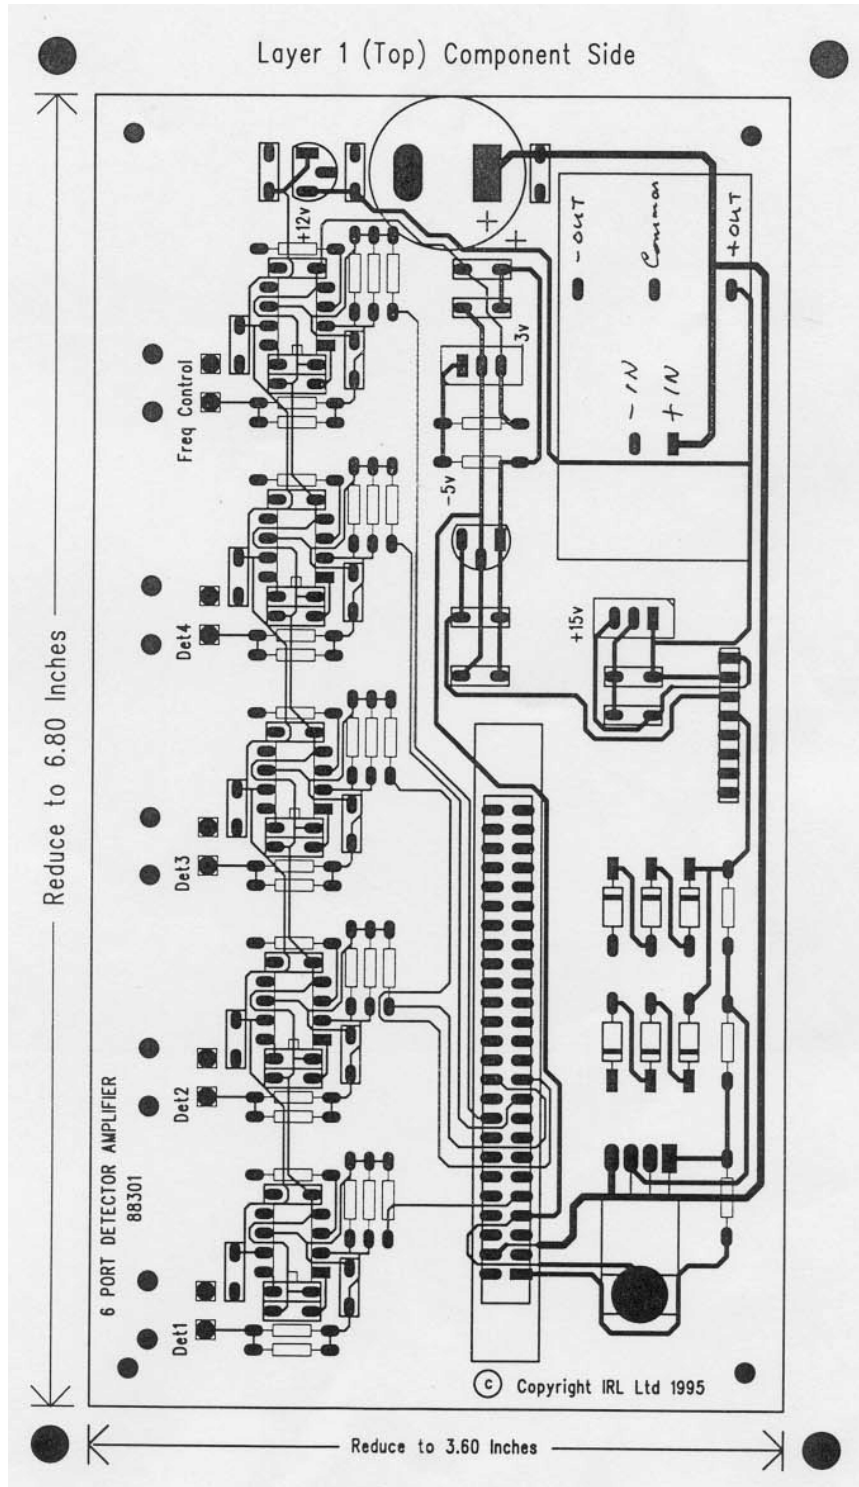 Layer 1 (Top) Component Side
+12v
- OUT
Common
+ OUT
3v
- IN
+ IN
Freq Control
-5v
+15v
Det4
Reduce to 6.80 Inches
Det3
Det2
6 PORT DETECTOR AMPLIFIER
88301
Det1
© Copyright IRL Ltd 1995
Reduce to 3.60 Inches